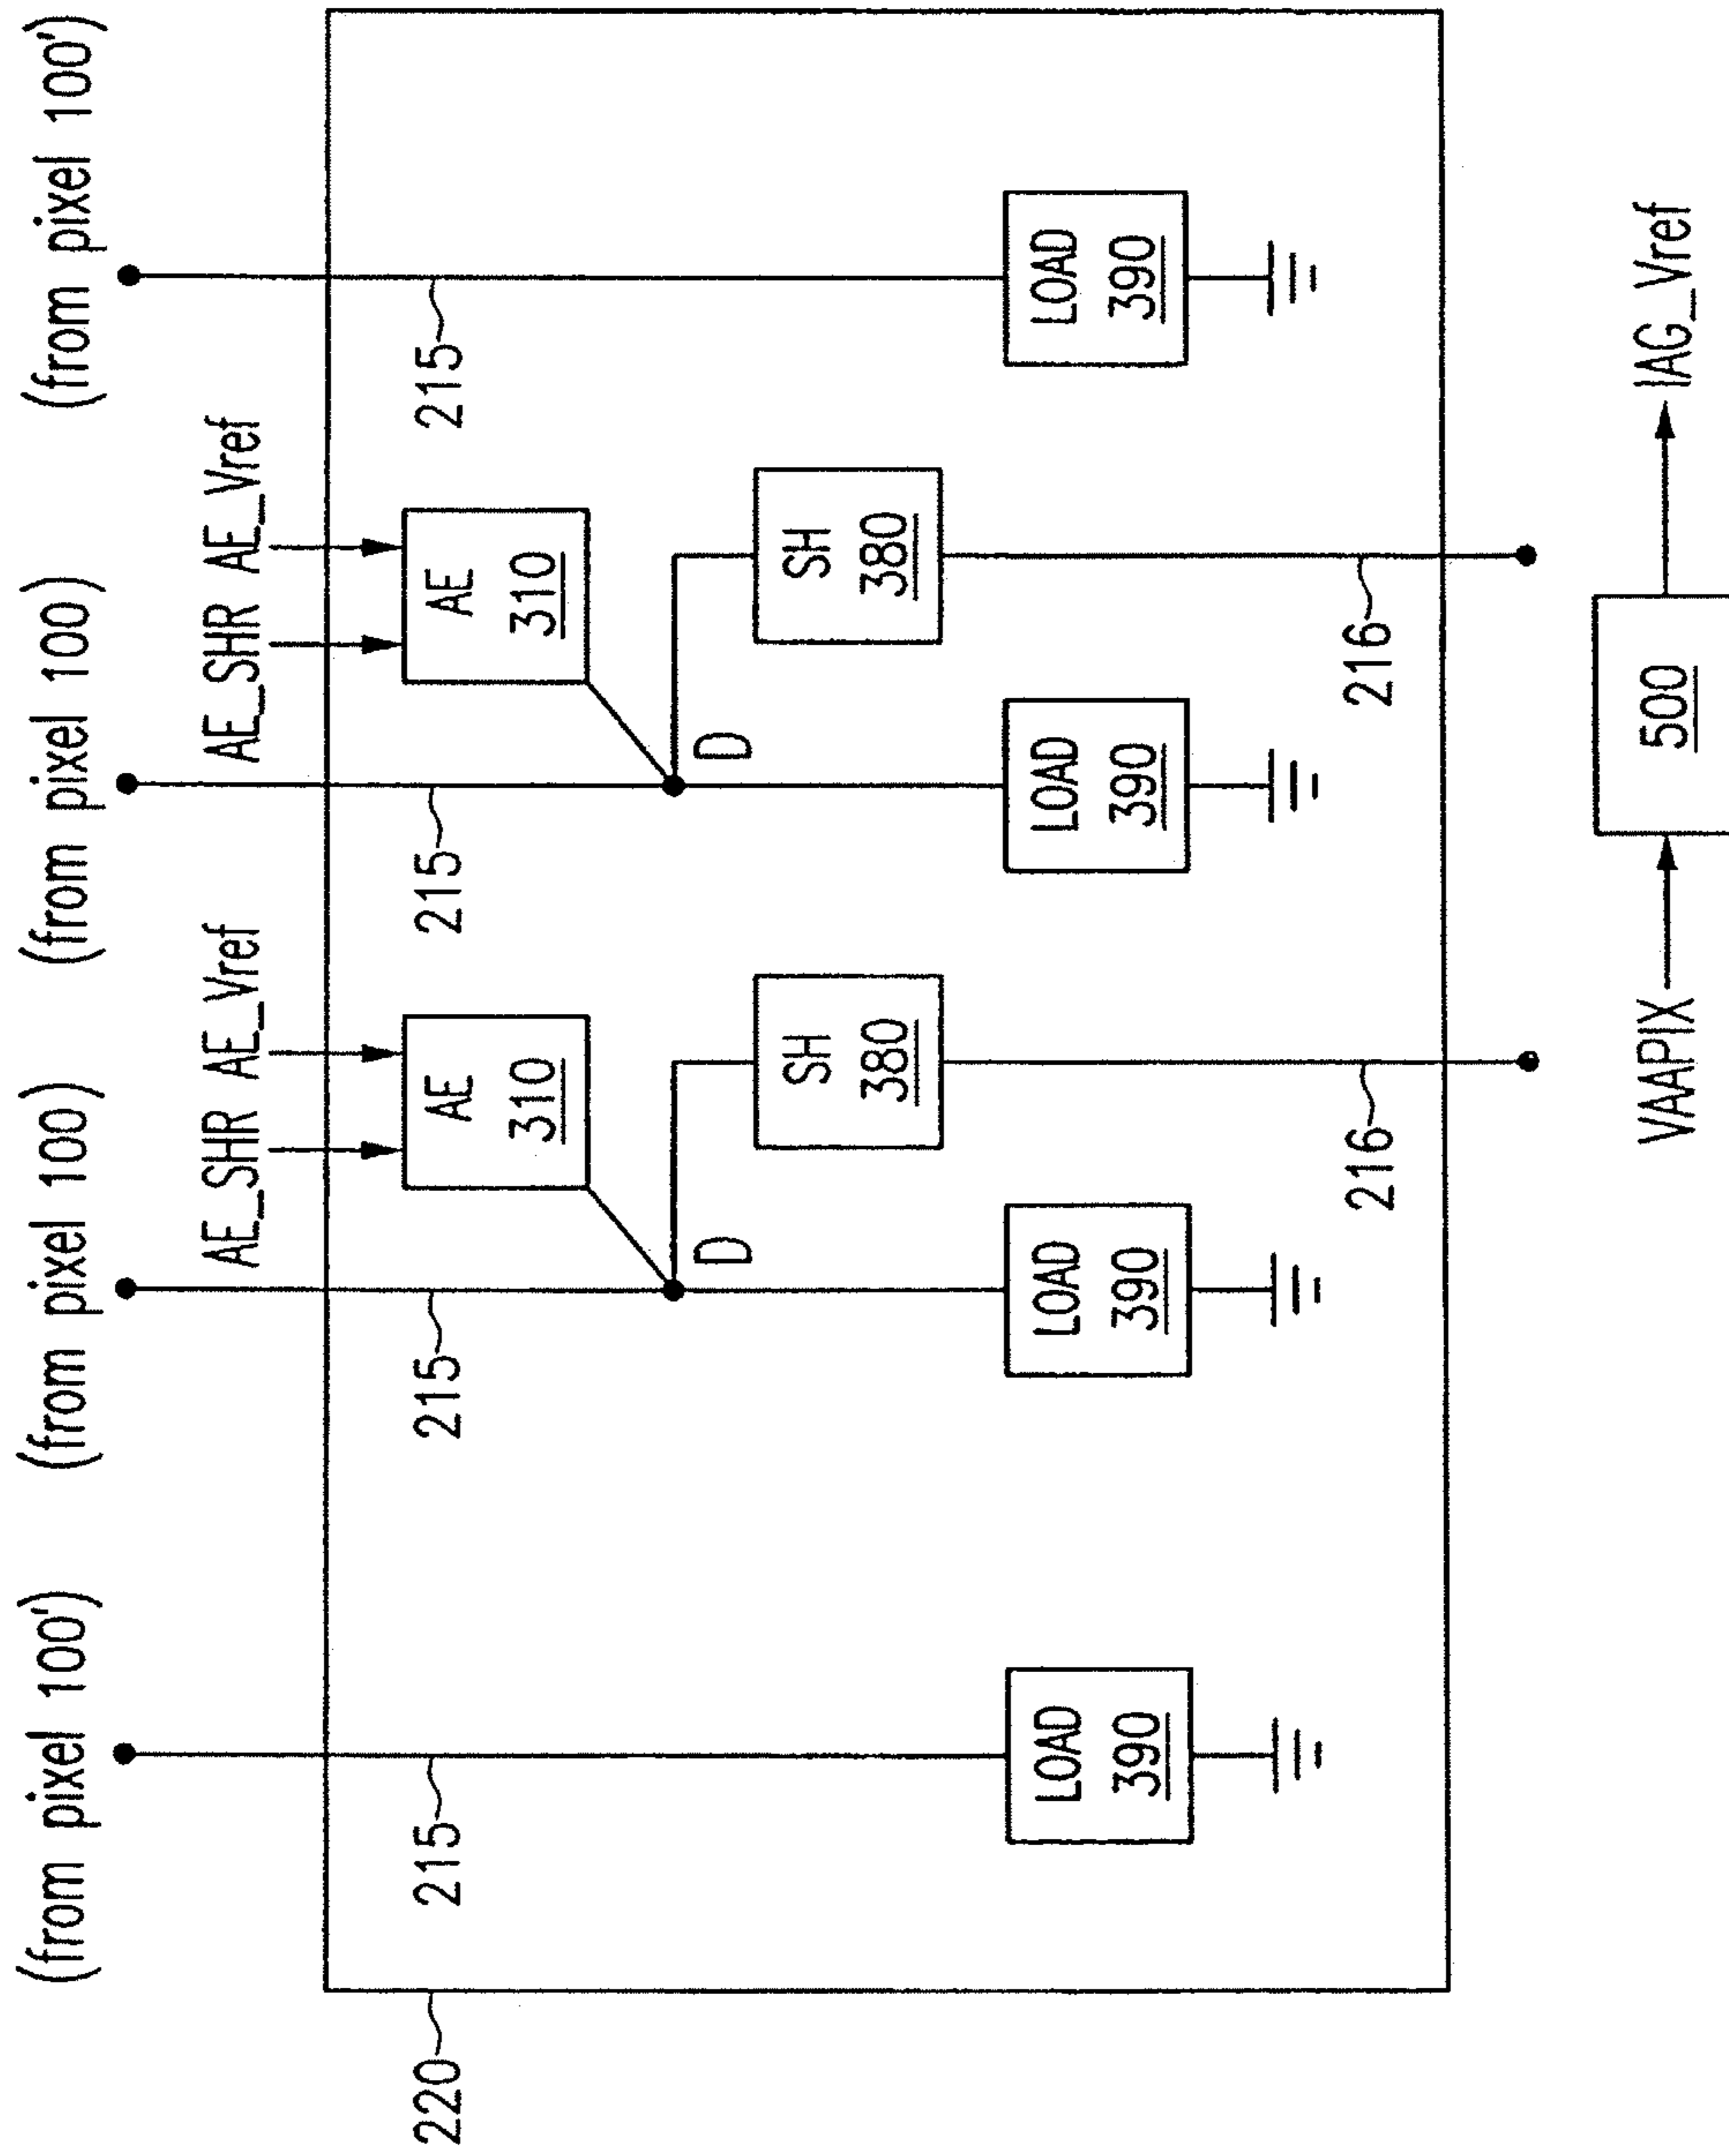 (from pixel 100')
(from pixel 100)
(from pixel 100)
(from pixel 100')
AE_SHR AE_Vref
AE_SHR AE_Vref
220
215
215
215
215
AE
310
AE
310
D
D
SH
380
SH
380
LOAD
390
LOAD
390
LOAD
390
LOAD
390
216
216
VAAPIX
500
IAG_Vref